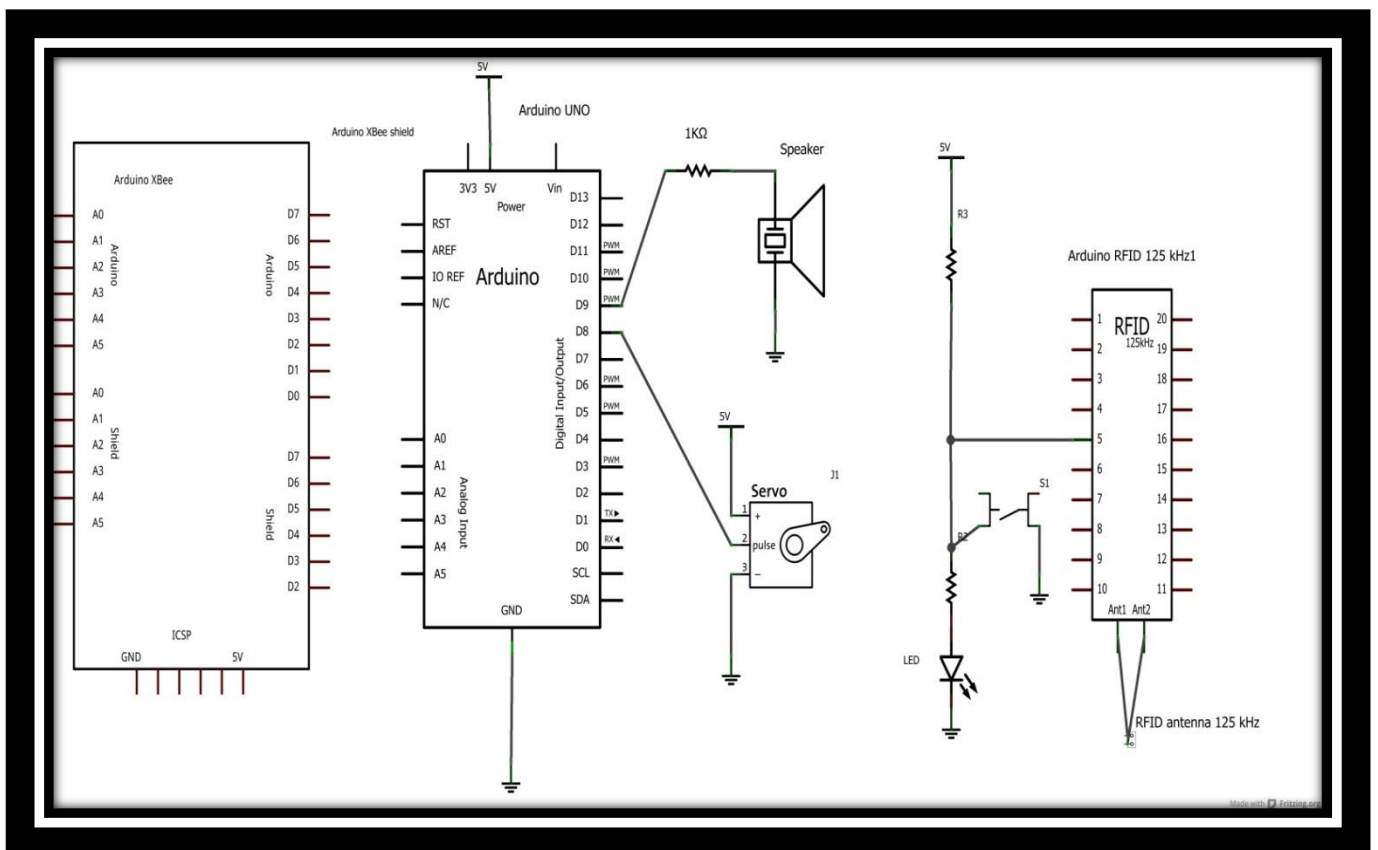 5V
Arduino UNO
Arduino XBee shield
Arduino XBee
A0
A1
A2
A3
A4
A5
Arduino
D7
D6
D5
D4
D3
D2
D1
D0
Arduino
A0
A1
A2
A3
A4
A5
Shield
D7
D6
D5
D4
D3
D2
Shield
ICSP
GND
5V
3V3 5V Vin
Power
RST
AREF
IO REF
N/C
Arduino
A0
A1
A2
A3
A4
A5
Analog Input
D13
D12
D11 PWM
D10 PWM
D9 PWM
D8
D7
D6 PWM
D5 PWM
D4
D3 PWM
D2
D1 TX
D0 RX
SCL
SDA
Digital Input/Output
GND
1KΩ
Speaker
5V
J1
Servo
1 +
2 pulse
3 –
5V
R3
S1
R2
LED
Arduino RFID 125 kHz1
RFID
125kHz
1 20
2 19
3 18
4 17
5 16
6 15
7 14
8 13
9 12
10 11
Ant1 Ant2
RFID antenna 125 kHz
Made with Fritzing.org